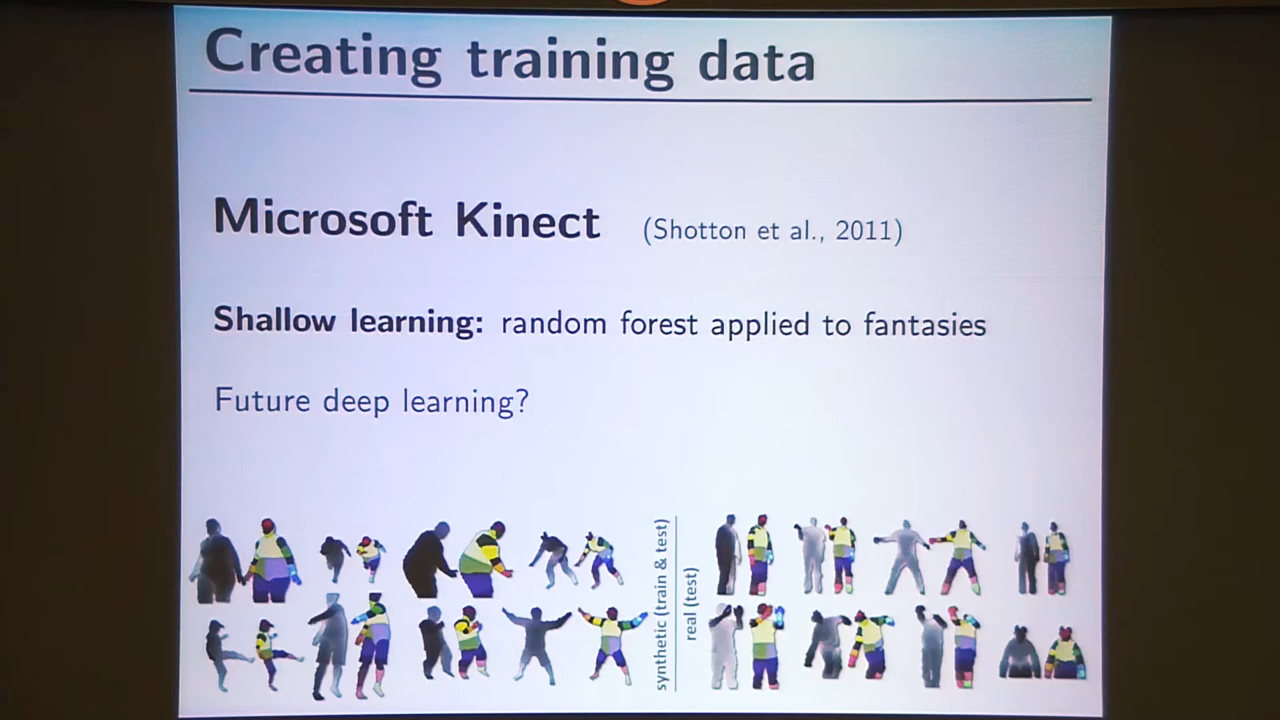 Creating training data
Microsoft Kinect (Shotton et al., 2011)
Shallow learning: random forest applied to fantasies
Future deep learning?
synthetic (train & test)
real (test)